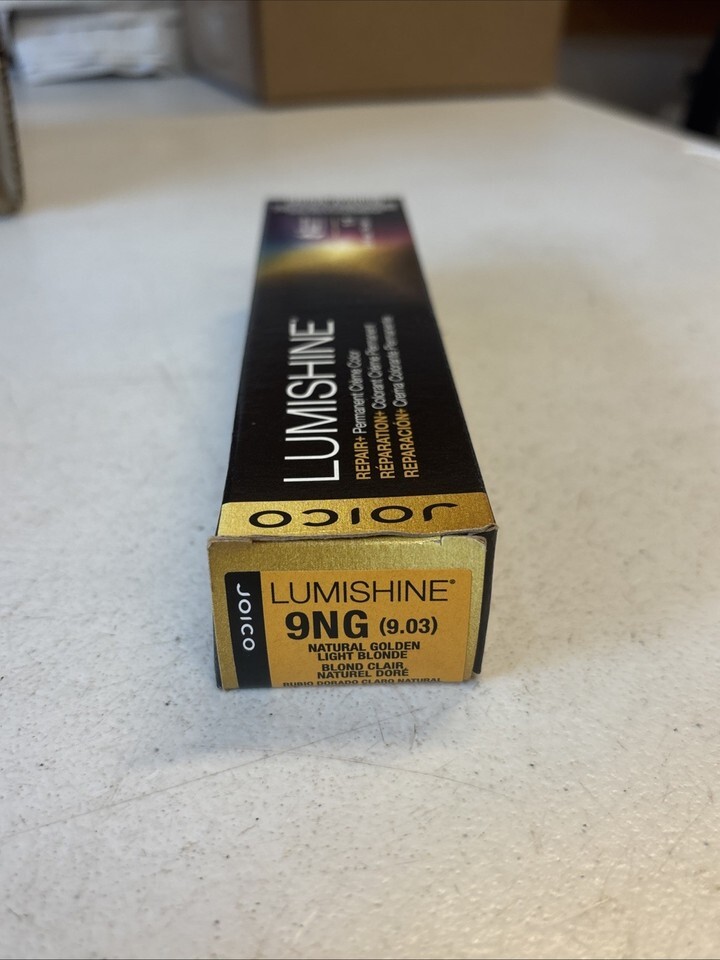 LUMISHINE®
REPAIR+ Permanent Crème Color
RÉPARATION+ Colorant Crème Permanent
REPARACIÓN+ Crema Colorante Permanente
JOICO
JOICO
LUMISHINE®
9NG (9.03)
NATURAL GOLDEN
LIGHT BLONDE
BLOND CLAIR
NATUREL DORÉ
RUBIO DORADO CLARO NATURAL